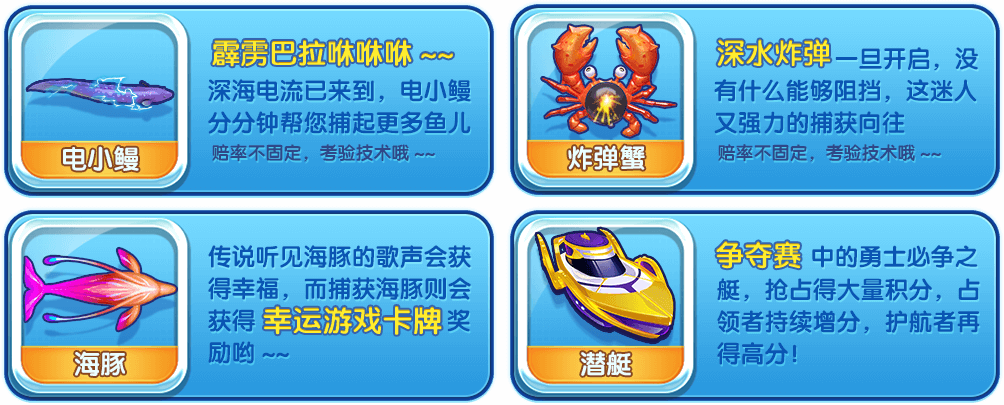 霹雳巴拉咻咻咻 ~~
深海电流已来到，电小鳗
分分钟帮您捕起更多鱼儿
赔率不固定，考验技术哦 ~~
电小鳗
深水炸弹 一旦开启，没
有什么能够阻挡，这迷人
又强力的捕获向往
赔率不固定，考验技术哦 ~~
炸弹蟹
传说听见海豚的歌声会获
得幸福，而捕获海豚则会
获得 幸运游戏卡牌 奖
励哟 ~~
海豚
争夺赛 中的勇士必争之
艇，抢占得大量积分，占
领者持续增分，护航者再
得高分！
潜艇